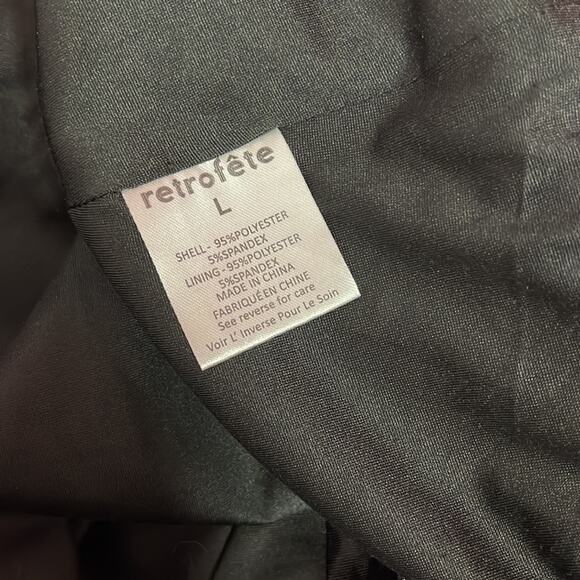 retrofête
L
SHELL- 95%POLYESTER
5%SPANDEX
LINING - 95%POLYESTER
5%SPANDEX
MADE IN CHINA
FABRIQUÉ EN CHINE
See reverse for care
Voir L' Inverse Pour Le Soin